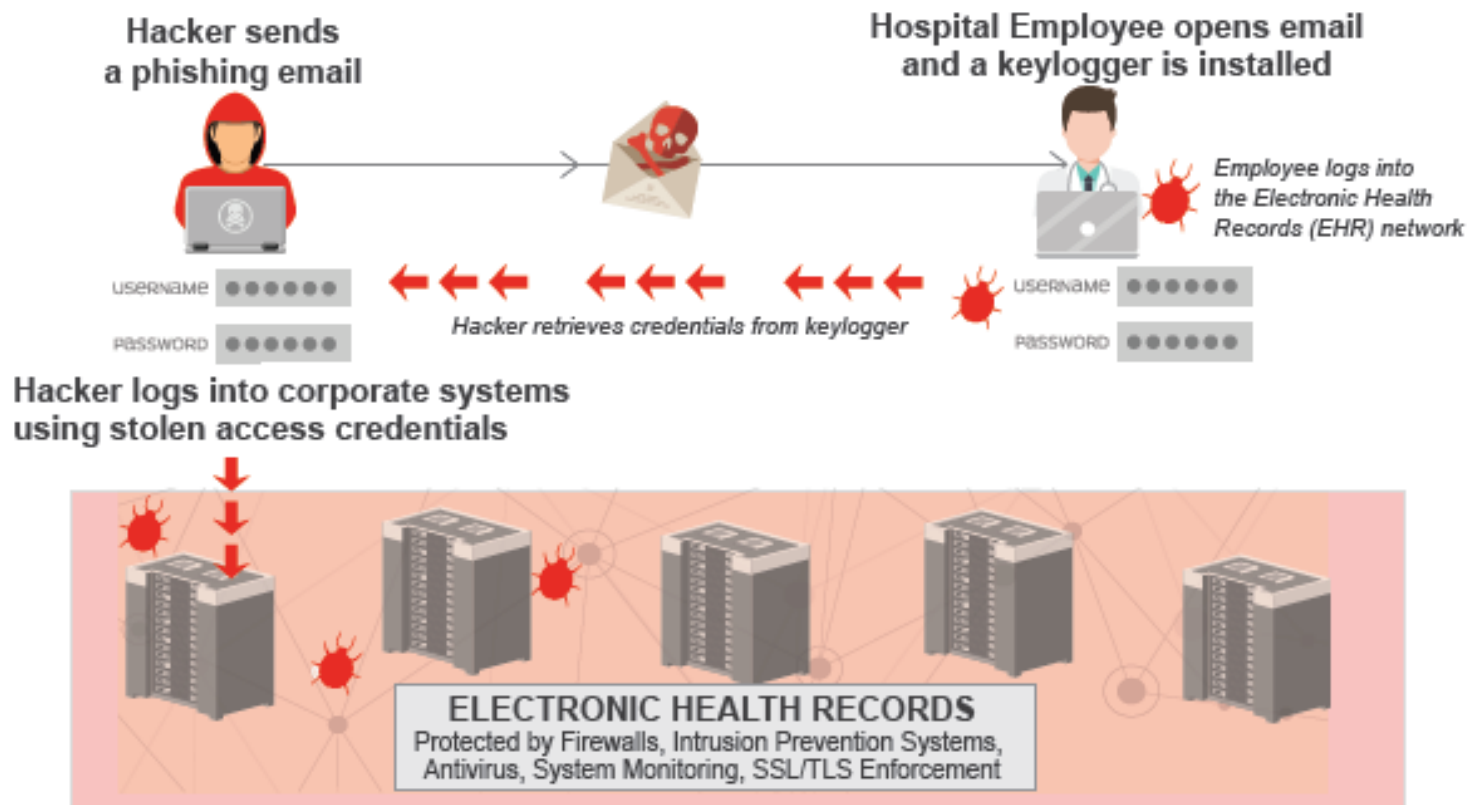 Hacker sends
a phishing email
Hospital Employee opens email
and a keylogger is installed
Employee logs into
the Electronic Health
Records (EHR) network
USERNAME
PASSWORD
Hacker retrieves credentials from keylogger
USERNAME
PASSWORD
Hacker logs into corporate systems
using stolen access credentials
ELECTRONIC HEALTH RECORDS
Protected by Firewalls, Intrusion Prevention Systems,
Antivirus, System Monitoring, SSL/TLS Enforcement